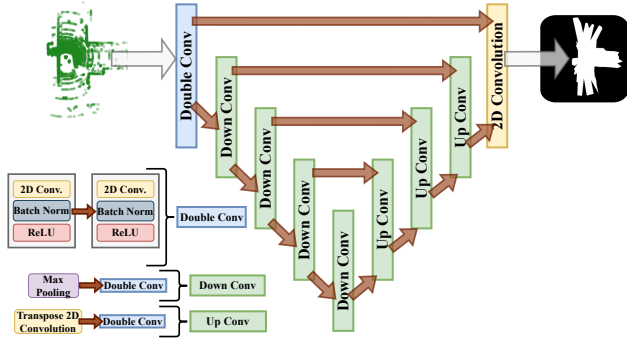 Double Conv
Down Conv
Down Conv
Down Conv
Down Conv
Up Conv
Up Conv
Up Conv
2D Convolution
2D Conv.
Batch Norm
ReLU
2D Conv.
Batch Norm
ReLU
Double Conv
Max
Pooling
Double Conv
Down Conv
Transpose 2D
Convolution
Double Conv
Up Conv